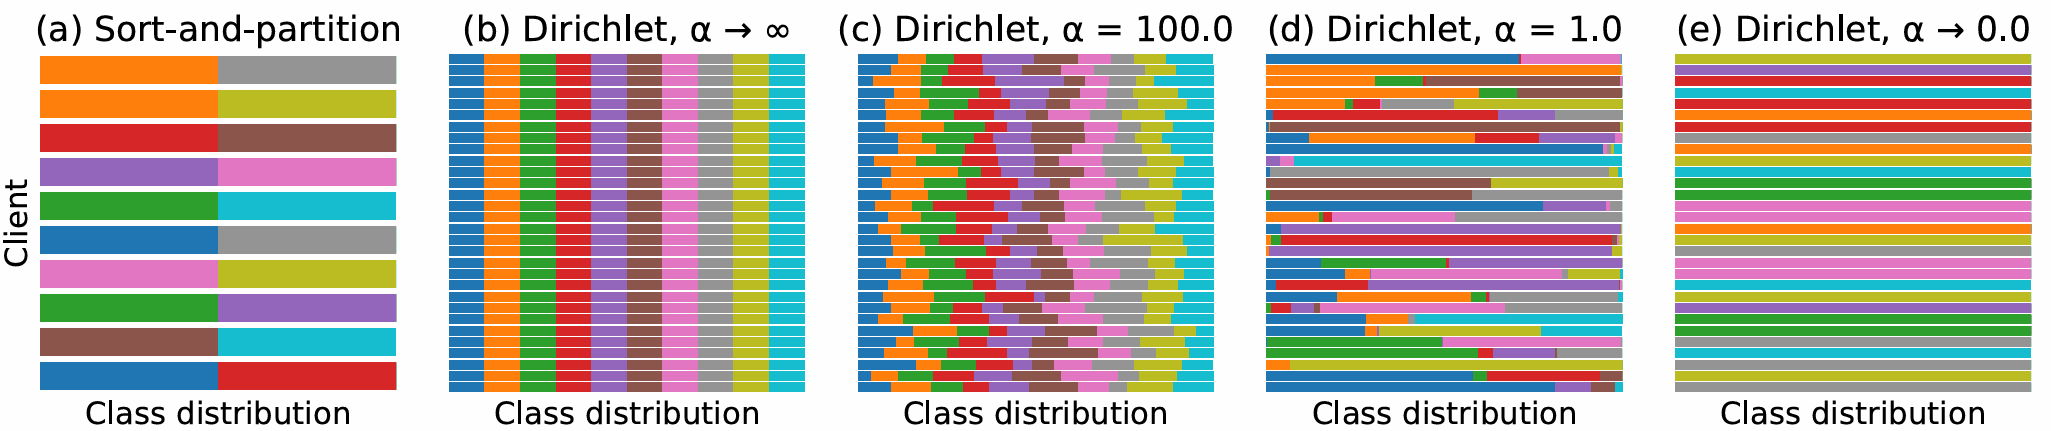 (a) Sort-and-partition
(b) Dirichlet, α → ∞
(c) Dirichlet, α = 100.0
(d) Dirichlet, α = 1.0
(e) Dirichlet, α → 0.0
Client
Class distribution
Class distribution
Class distribution
Class distribution
Class distribution